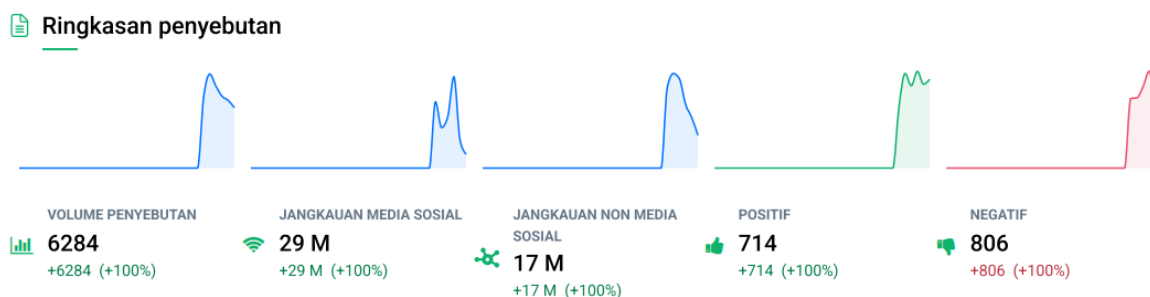 Ringkasan penyebutan
VOLUME PENYEBUTAN
6284
+6284 (+100%)
JANGKAUAN MEDIA SOSIAL
29 M
+29 M (+100%)
JANGKAUAN NON MEDIA
SOSIAL
17 M
+17 M (+100%)
POSITIF
714
+714 (+100%)
NEGATIF
806
+806 (+100%)